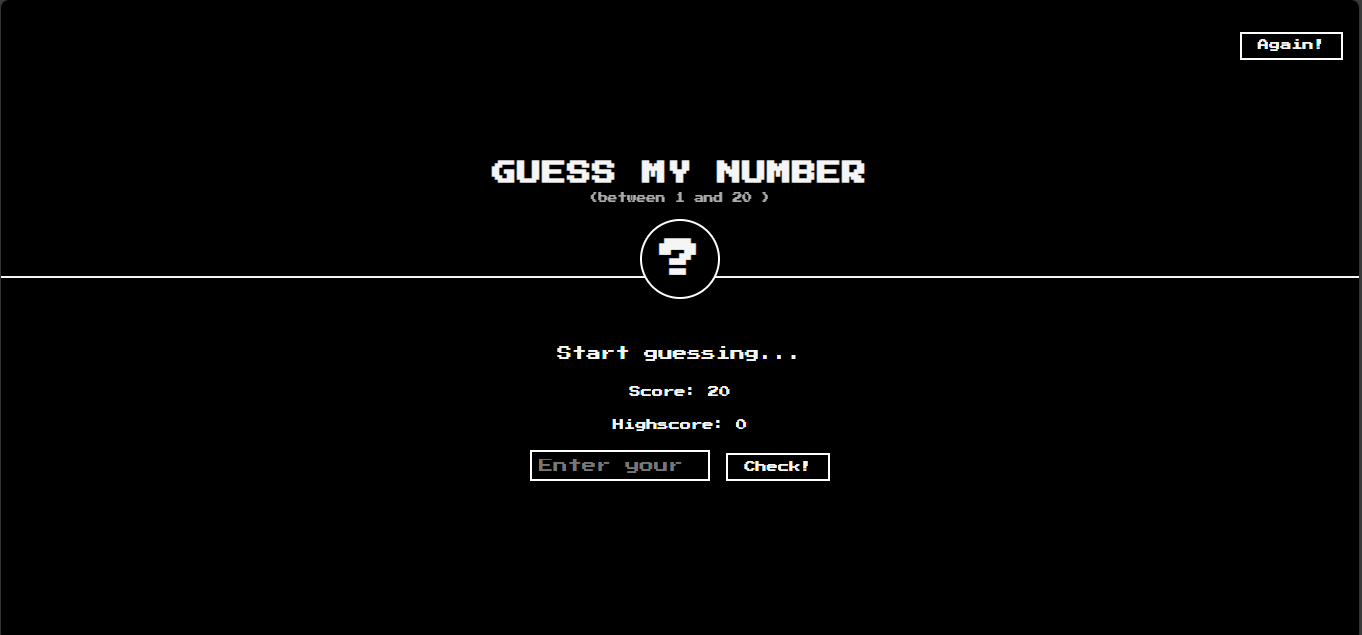 Again!
GUESS MY NUMBER
(between 1 and 20 )
?
Start guessing...
Score: 20
Highscore: 0
Enter your
Check!